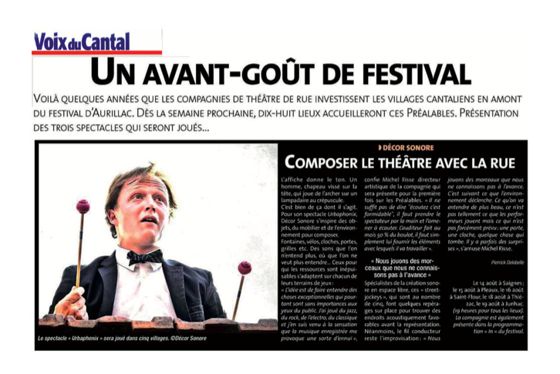 Voix du Cantal
UN AVANT-GOÛT DE FESTIVAL
VOILÀ QUELQUES ANNÉES QUE LES COMPAGNIES DE THÉÂTRE DE RUE INVESTISSENT LES VILLAGES CANTALIENS EN AMONT
DU FESTIVAL D'AURILLAC. DÈS LA SEMAINE PROCHAINE, DIX-HUIT LIEUX ACCUEILLERONT CES PRÉALABLES. PRÉSENTATION
DES TROIS SPECTACLES QUI SERONT JOUÉS...
DÉCOR SONORE
COMPOSER LE THÉÂTRE AVEC LA RUE
L'affiche donne le ton. Un
homme, chapeau vissé sur la
tête, qui joue de l'archer sur un
lampadaire au crépuscule.
C'est bien de ça dont il s'agit.
Pour son spectacle Urbaphonix,
Décor Sonore s'inspire des ob-
jets, du mobilier et de l'environ-
nement pour composer.
Fontaines, vélos, cloches, portes,
grilles etc. Des sons que l'on
n'entend plus, où que l'on ne
veut plus entendre... Ceux pour
qui les ressources sont inépui-
sables s'adaptent sur chacun de
leurs terrains de jeux :
« L'idée est de faire entendre des
choses exceptionnelles qui pour-
tant sont sans importances aux
yeux du public. J'ai joué du jazz,
du rock, de l'electro, du classique
et j'en suis venu à la sensation
que la musique enregistrée me
provoque une sorte d'ennui »,
confie Michel Risse directeur
artistique de la compagnie qui
sera présente pour la première
fois sur les Préalables. « Il ne
suffit pas de dire "écoutez c'est
formidable", il faut prendre le
spectateur par la main et l'ame-
ner à écouter. L'auditeur fait au
moins 50 % du boulot, il faut sim-
plement lui fournir les éléments
avec lesquels il va travailler ».
« Nous jouons des mor-
ceaux que nous ne connais-
sons pas à l'avance »
Spécialistes de la création sono-
re en espace libre, ces « street-
jockeys », qui sont au nombre
de cinq, font quelques repéra-
ges sur place pour trouver des
endroits acoustiquement favo-
rables avant la représentation.
Néanmoins, le fil conducteur
reste l'improvisation : « Nous
jouons des morceaux que nous
ne connaissons pas à l'avance.
C'est suivant ce que l'environ-
nement donne. Ce qu'on va
entendre de plus beau, ce n'est
pas tellement ce que les perfor-
meurs jouent mais ce qui n'est
pas forcément prévu : une porte,
une cloche, quelque chose qui
tombe. Il y a parfois des surpri-
ses », s'amuse Michel Risse.
Pierrick Delobelle
Le 14 août à Saignes ;
le 15 août à Pleaux, le 16 août
à Saint-Flour, le 18 août à Thié-
zac, le 19 août à Junhac
(19 heures pour tous les lieux).
La compagnie est également
présente dans le programma-
tion « In » du festival.
Le spectacle « Urbaphonix » sera joué dans cinq villages. ©Décor Sonore